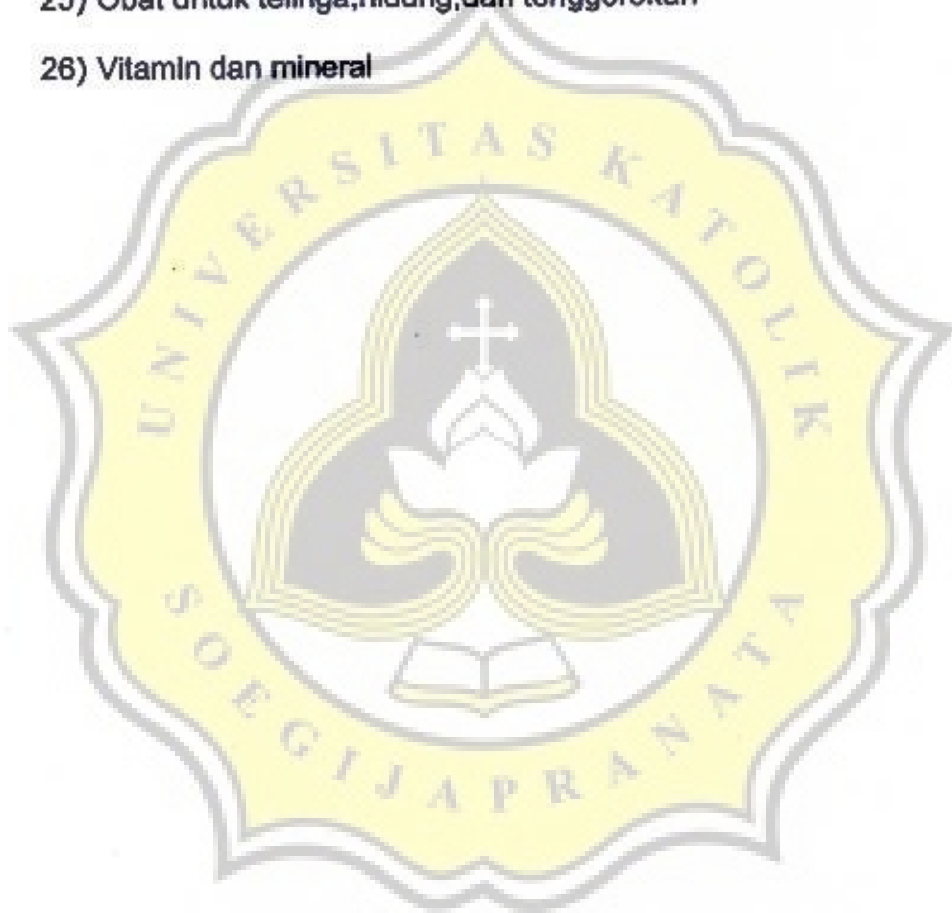 25) Obat untuk telinga,hidung,dan tenggorokan
26) Vitamin dan mineral
UNIVERSITAS KATOLIK
SOEGIJAPRANATA